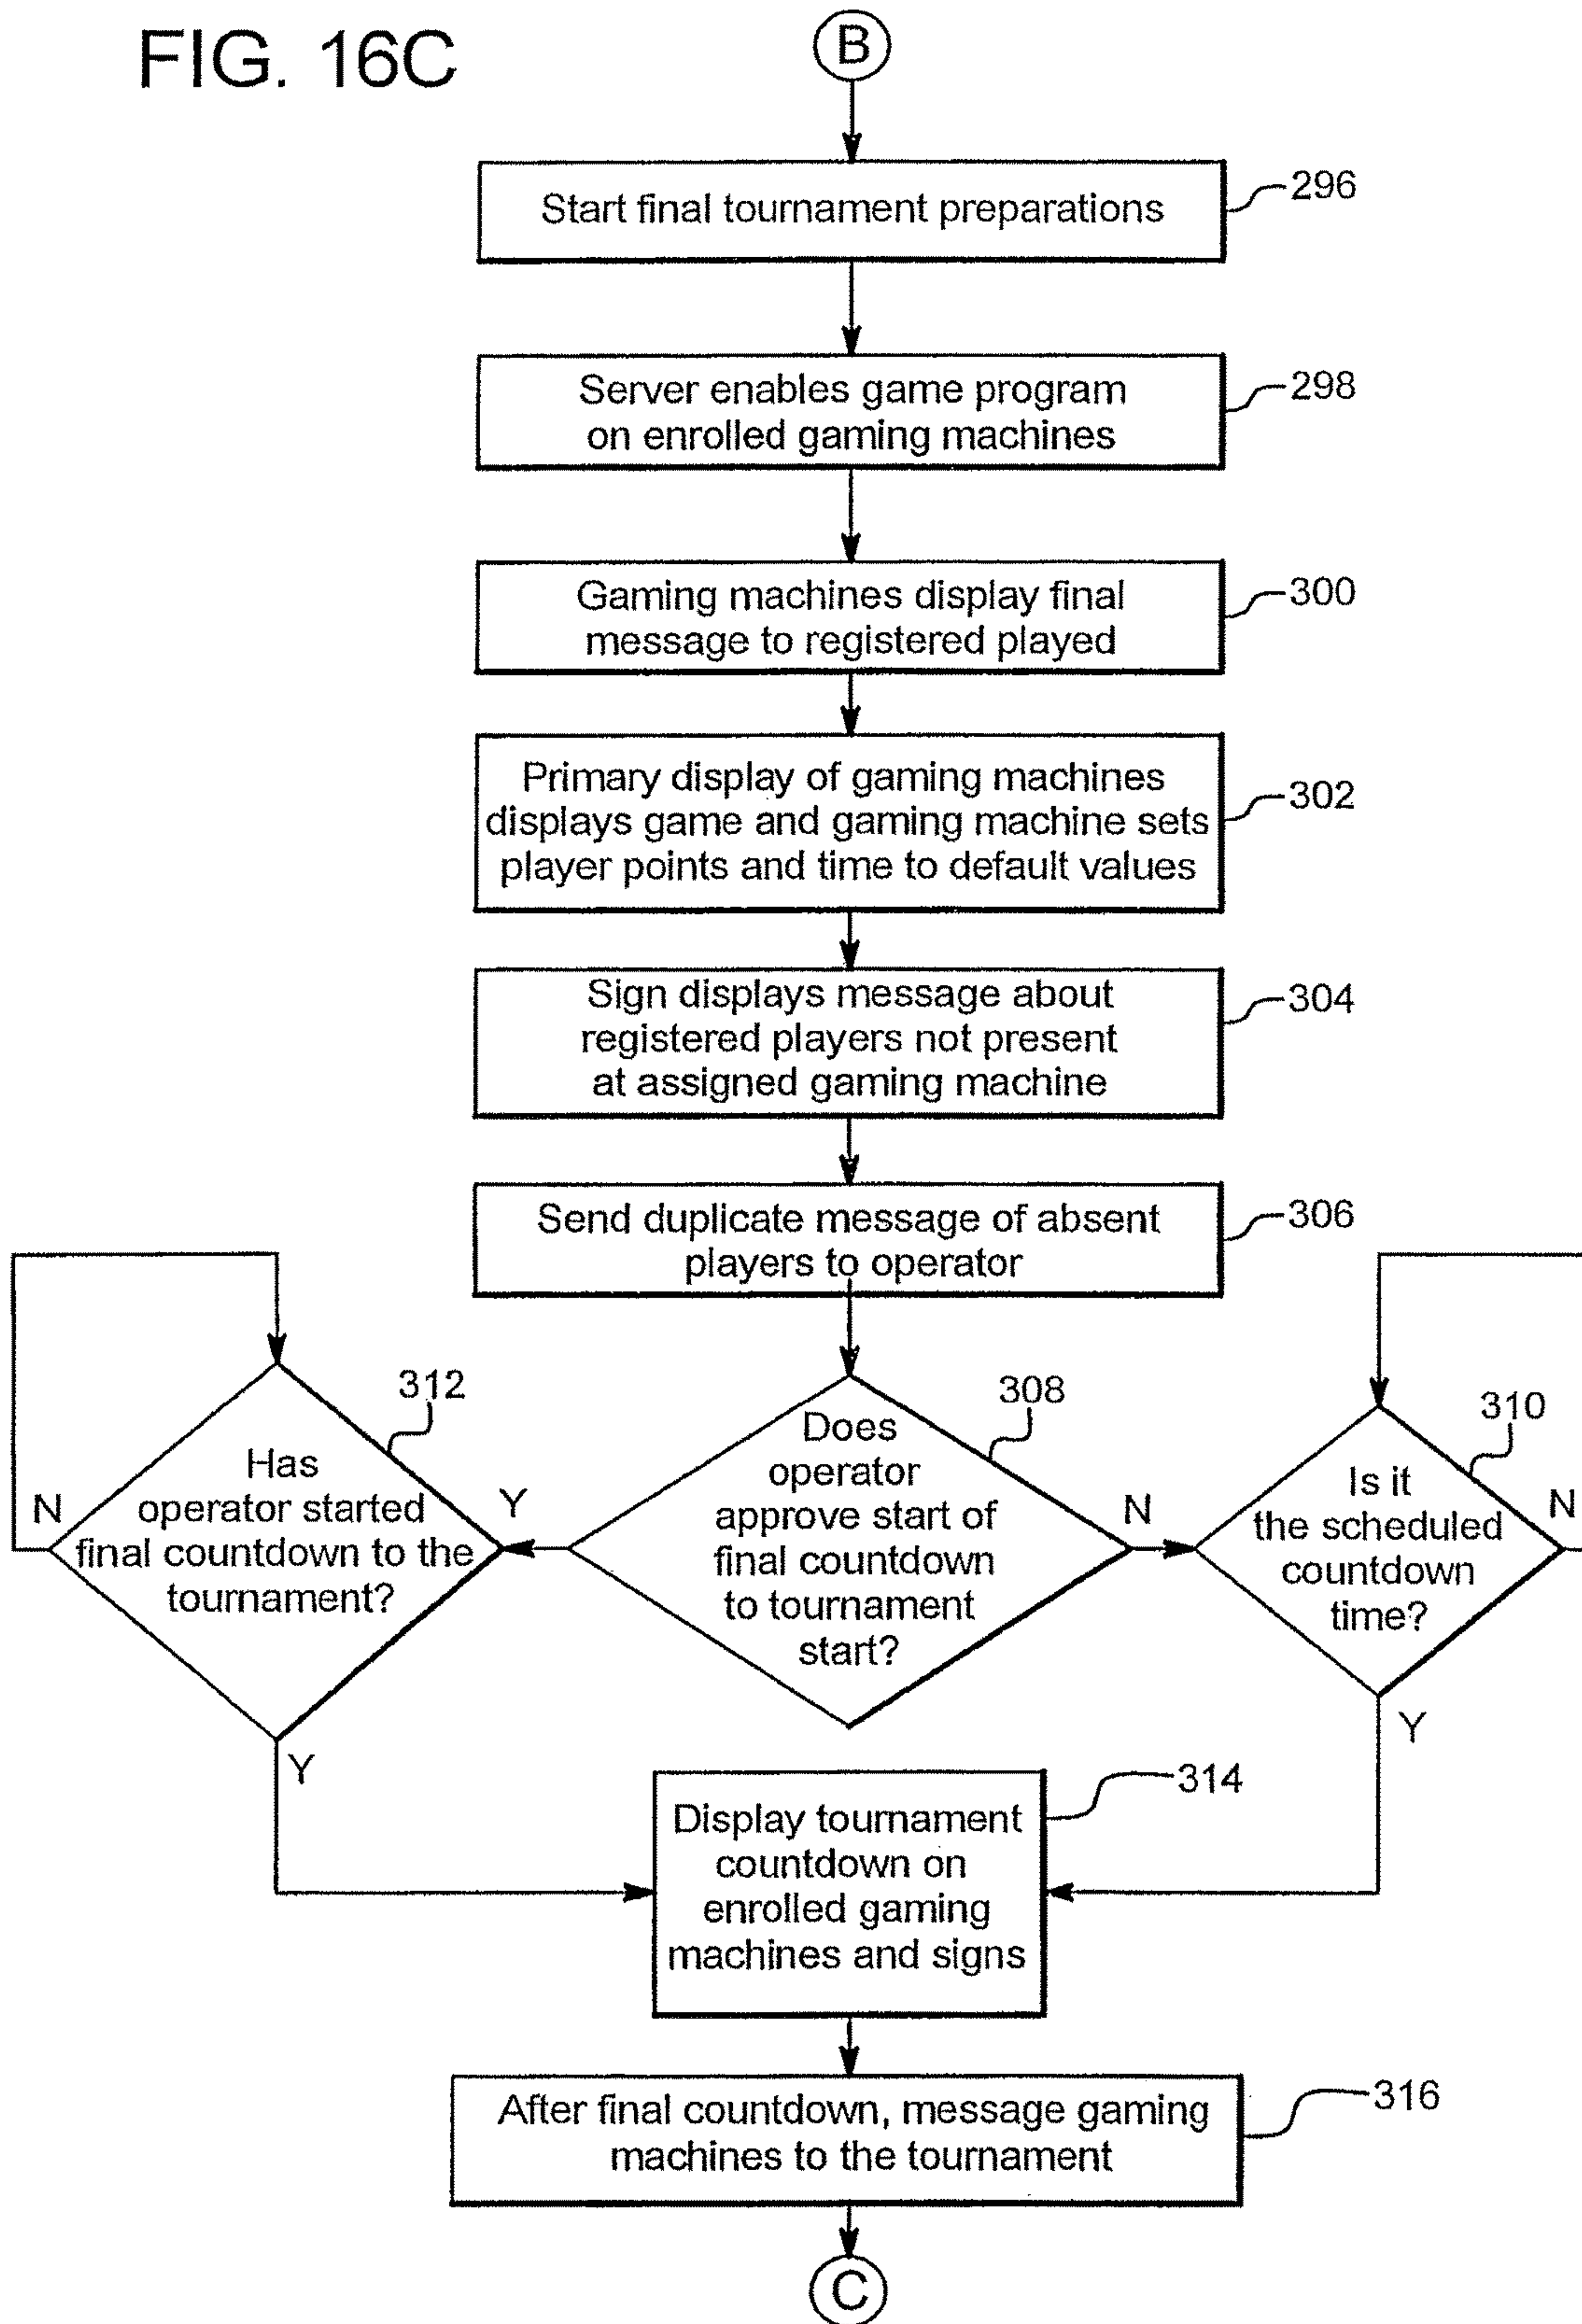 FIG. 16C
B
Start final tournament preparations
296
Server enables game program
on enrolled gaming machines
298
Gaming machines display final
message to registered played
300
Primary display of gaming machines
displays game and gaming machine sets
player points and time to default values
302
Sign displays message about
registered players not present
at assigned gaming machine
304
Send duplicate message of absent
players to operator
306
312
Has
operator started
final countdown to the
tournament?
N
Y
Y
308
Does
operator
approve start of
final countdown
to tournament
start?
N
310
Is it
the scheduled
countdown
time?
N
Y
314
Display tournament
countdown on
enrolled gaming
machines and signs
After final countdown, message gaming
machines to the tournament
316
C